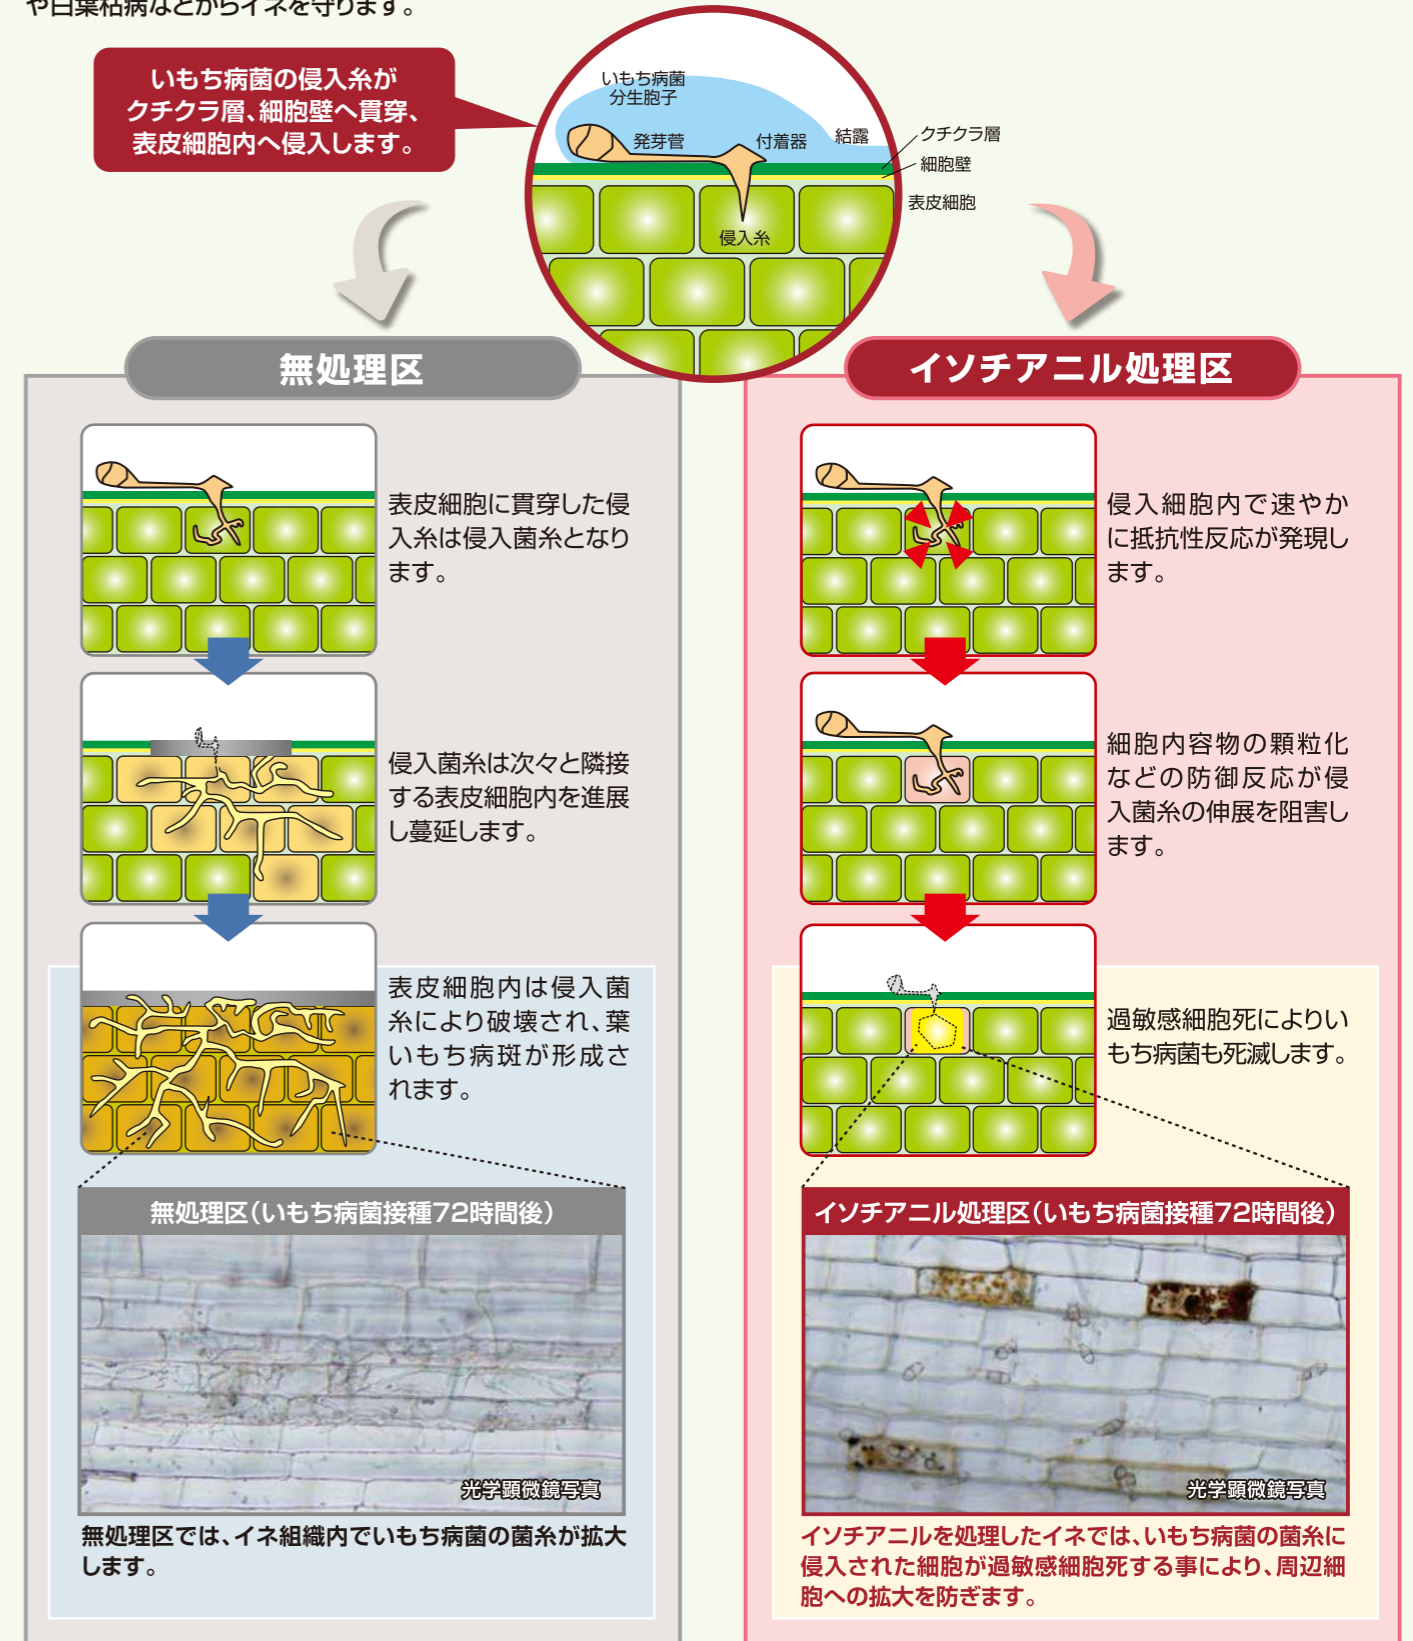 や白葉枯病などからイネを守ります。
いもち病菌の侵入糸が
クチクラ層、細胞壁へ貫穿、
表皮細胞内へ侵入します。
いもち病菌
分生胞子
発芽管
付着器
結露
クチクラ層
細胞壁
表皮細胞
侵入糸
無処理区
表皮細胞に貫穿した侵
入糸は侵入菌糸となり
ます。
侵入菌糸は次々と隣接
する表皮細胞内を進展
し蔓延します。
表皮細胞内は侵入菌
糸により破壊され、葉
いもち病斑が形成さ
れます。
無処理区(いもち病菌接種72時間後)
光学顕微鏡写真
無処理区では、イネ組織内でいもち病菌の菌糸が拡大
します。
イソチアニル処理区
侵入細胞内で速やか
に抵抗性反応が発現し
ます。
細胞内容物の顆粒化
などの防御反応が侵
入菌糸の伸展を阻害し
ます。
過敏感細胞死によりい
もち病菌も死滅します。
イソチアニル処理区(いもち病菌接種72時間後)
光学顕微鏡写真
イソチアニルを処理したイネでは、いもち病菌の菌糸に
侵入された細胞が過敏感細胞死する事により、周辺細
胞への拡大を防ぎます。